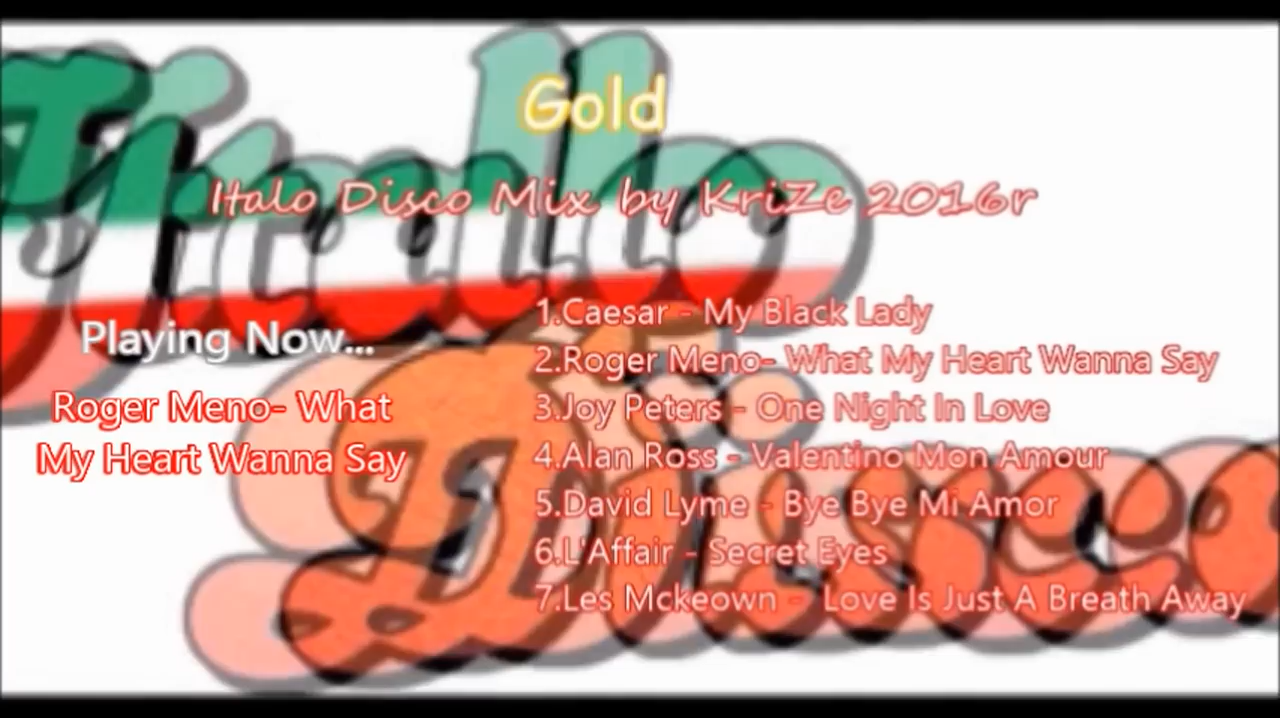 Gold
Italo Disco Mix by KriZe 2016r
Playing Now...
Roger Meno- What
My Heart Wanna Say
1.Caesar - My Black Lady
2.Roger Meno- What My Heart Wanna Say
3.Joy Peters - One Night In Love
4.Alan Ross - Valentino Mon Amour
5.David Lyme - Bye Bye Mi Amor
6.L'Affair - Secret Eyes
7.Les Mckeown - Love Is Just A Breath Away
Italo
Disco